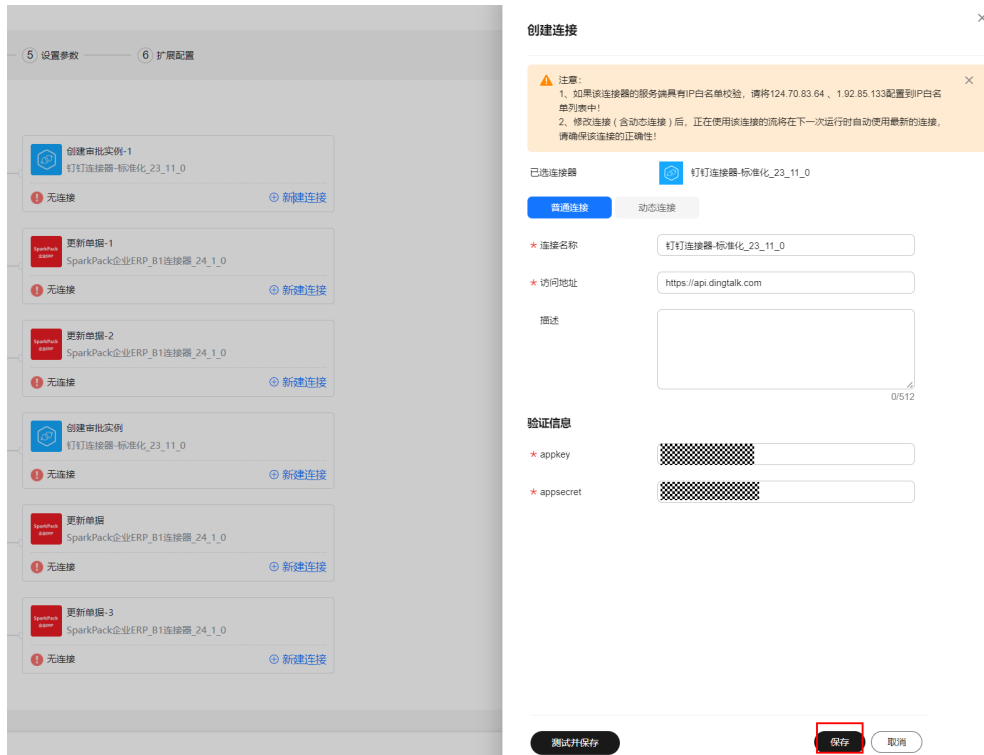 5 设置参数
6 扩展配置
创建审批实例-1
钉钉连接器-标准化_23_11_0
无连接
新建连接
SparkPack
企业ERP
更新单据-1
SparkPack企业ERP_B1连接器_24_1_0
无连接
新建连接
SparkPack
企业ERP
更新单据-2
SparkPack企业ERP_B1连接器_24_1_0
无连接
新建连接
创建审批实例
钉钉连接器-标准化_23_11_0
无连接
新建连接
SparkPack
企业ERP
更新单据
SparkPack企业ERP_B1连接器_24_1_0
无连接
新建连接
SparkPack
企业ERP
更新单据-3
SparkPack企业ERP_B1连接器_24_1_0
无连接
新建连接
创建连接
注意:
1、如果该连接器的服务端具有IP白名单校验，请将124.70.83.64 、1.92.85.133配置到IP白名
单列表中！
2、修改连接（含动态连接）后，正在使用该连接的流将在下一次运行时自动使用最新的连接，
请确保该连接的正确性！
已选连接器
钉钉连接器-标准化_23_11_0
普通连接
动态连接
* 连接名称
钉钉连接器-标准化_23_11_0
* 访问地址
https://api.dingtalk.com
描述
0/512
验证信息
* appkey
* appsecret
测试并保存
保存
取消